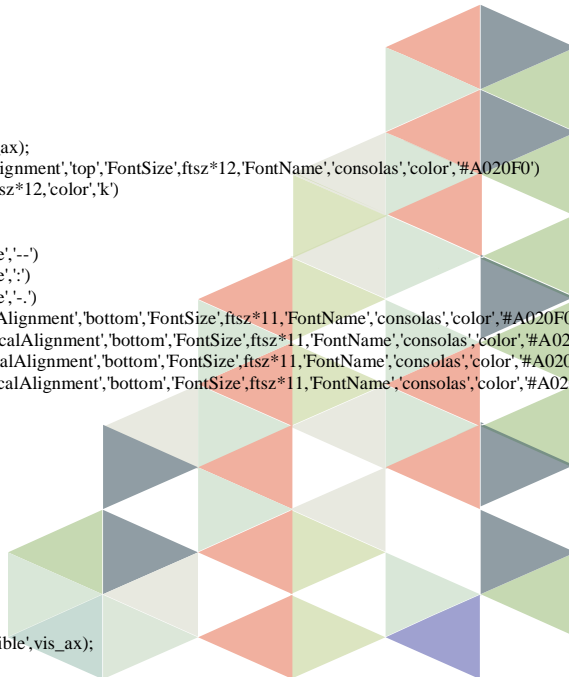 ax);
ignment','top','FontSize',ftsz*12,'FontName','consolas','color','#A020F0')
sz*12,'color','k')
e','--')
e',':')
e','-.')
Alignment','bottom','FontSize',ftsz*11,'FontName','consolas','color','#A020F0
calAlignment','bottom','FontSize',ftsz*11,'FontName','consolas','color','#A02
calAlignment','bottom','FontSize',ftsz*11,'FontName','consolas','color','#A020
calAlignment','bottom','FontSize',ftsz*11,'FontName','consolas','color','#A02
ible',vis_ax);